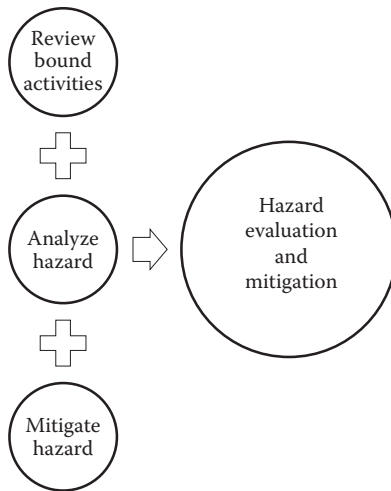 Review
bound
activities
Analyze
hazard
Hazard
evaluation
and
mitigation
Mitigate
hazard